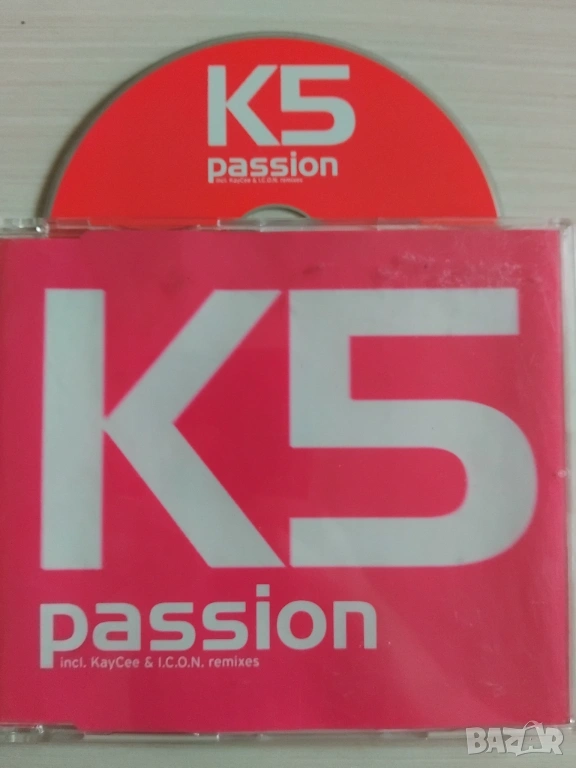 K5
passion
incl. KayCee & I.C.O.N. remixes
K5
passion
incl. KayCee & I.C.O.N. remixes
BAZAR